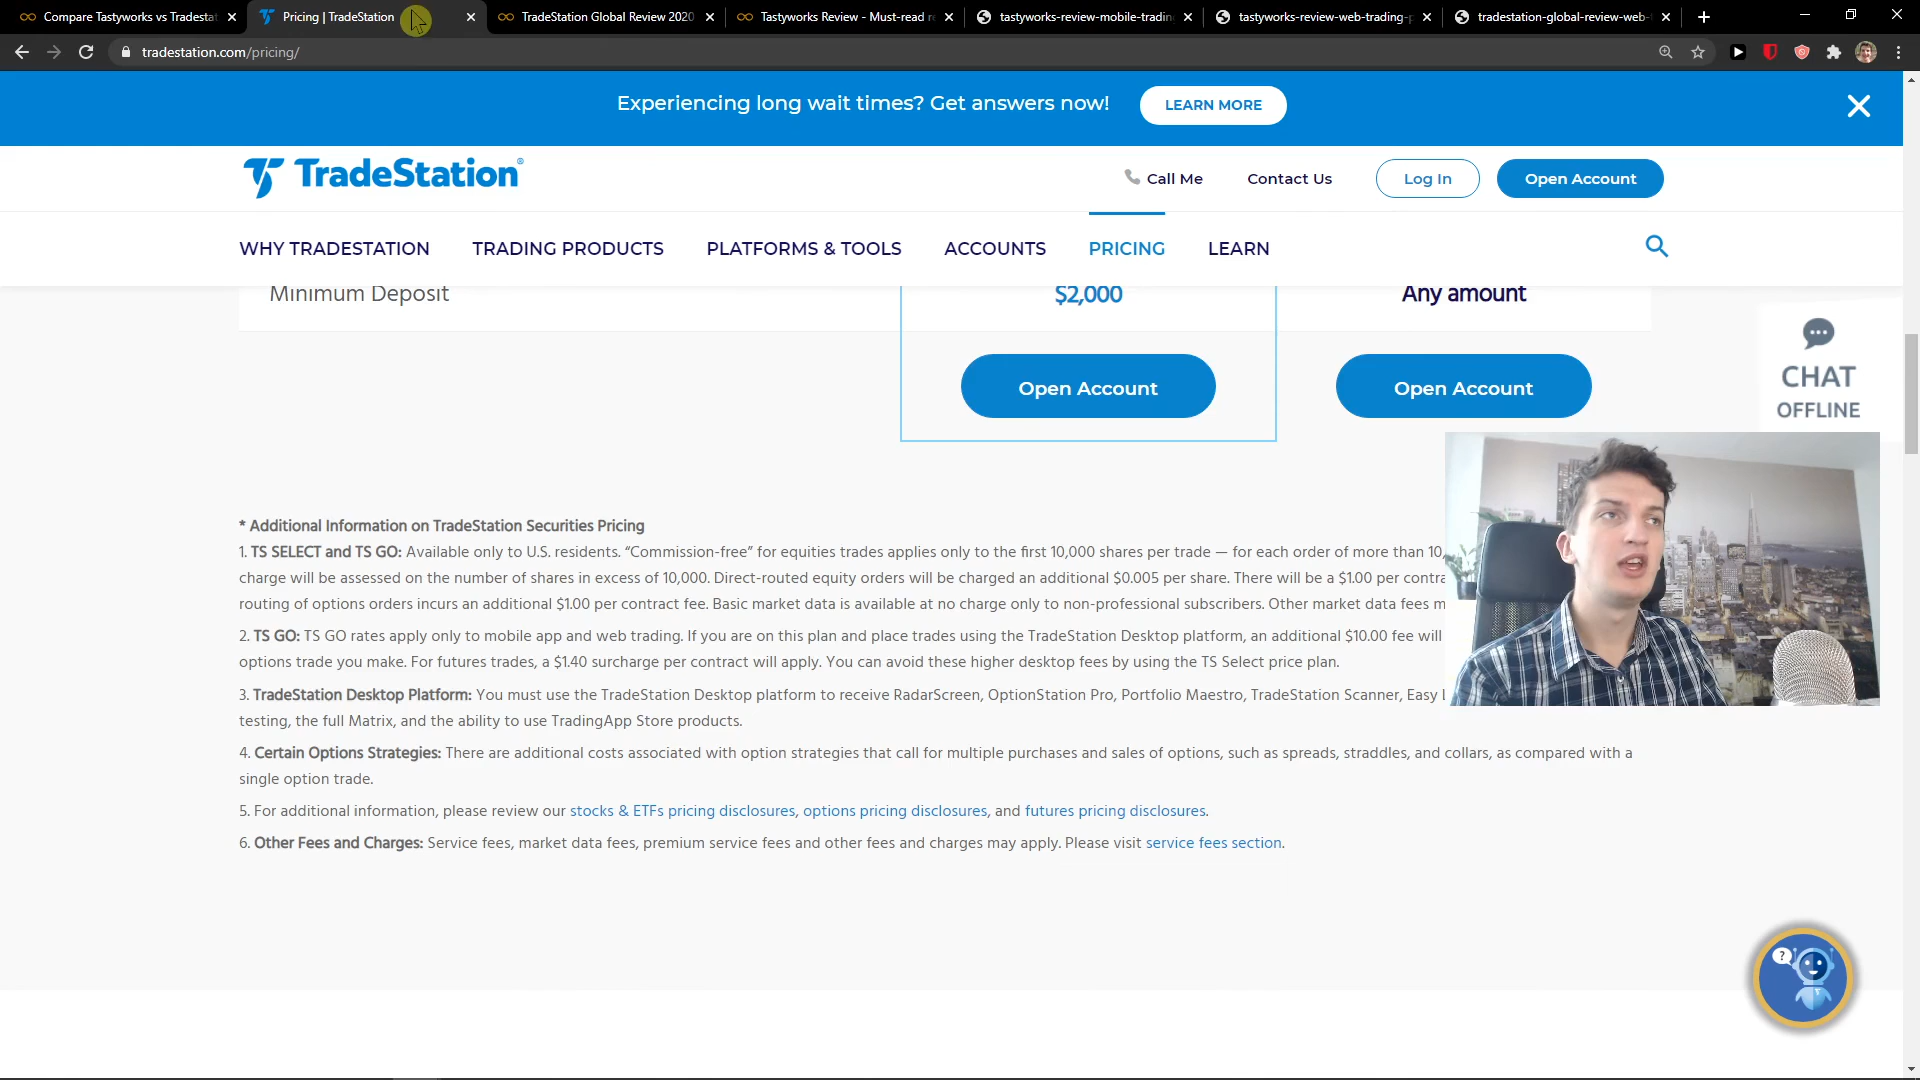 Compare Tastyworks vs Tradestat
Pricing | TradeStation
TradeStation Global Review 2020
Tastyworks Review - Must-read re
tastyworks-review-mobile-trading
tastyworks-review-web-trading-p
tradestation-global-review-web-
tradestation.com/pricing/
Experiencing long wait times? Get answers now!
LEARN MORE
TradeStation®
Call Me
Contact Us
Log In
Open Account
WHY TRADESTATION
TRADING PRODUCTS
PLATFORMS & TOOLS
ACCOUNTS
PRICING
LEARN
Minimum Deposit
$2,000
Any amount
Open Account
Open Account
CHAT
OFFLINE
* Additional Information on TradeStation Securities Pricing
1. TS SELECT and TS GO: Available only to U.S. residents. “Commission-free” for equities trades applies only to the first 10,000 shares per trade — for each order of more than 10,
charge will be assessed on the number of shares in excess of 10,000. Direct-routed equity orders will be charged an additional $0.005 per share. There will be a $1.00 per contra
routing of options orders incurs an additional $1.00 per contract fee. Basic market data is available at no charge only to non-professional subscribers. Other market data fees m
2. TS GO: TS GO rates apply only to mobile app and web trading. If you are on this plan and place trades using the TradeStation Desktop platform, an additional $10.00 fee will
options trade you make. For futures trades, a $1.40 surcharge per contract will apply. You can avoid these higher desktop fees by using the TS Select price plan.
3. TradeStation Desktop Platform: You must use the TradeStation Desktop platform to receive RadarScreen, OptionStation Pro, Portfolio Maestro, TradeStation Scanner, Easy L
testing, the full Matrix, and the ability to use TradingApp Store products.
4. Certain Options Strategies: There are additional costs associated with option strategies that call for multiple purchases and sales of options, such as spreads, straddles, and collars, as compared with a
single option trade.
5. For additional information, please review our stocks & ETFs pricing disclosures, options pricing disclosures, and futures pricing disclosures.
6. Other Fees and Charges: Service fees, market data fees, premium service fees and other fees and charges may apply. Please visit service fees section.
?